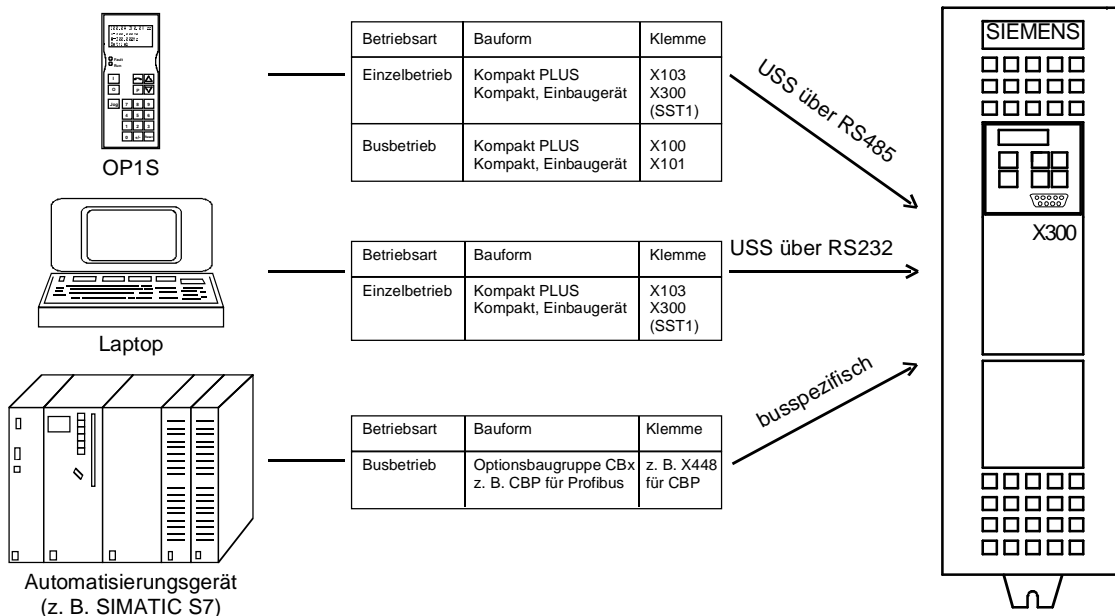 OP1S
Betriebsart Bauform Klemme
Einzelbetrieb Kompakt PLUS X103
Kompakt, Einbaugerät X300
(SST1)
Busbetrieb Kompakt PLUS X100
Kompakt, Einbaugerät X101
USS über RS485
SIEMENS
X300
Laptop
Betriebsart Bauform Klemme
Einzelbetrieb Kompakt PLUS X103
Kompakt, Einbaugerät X300
(SST1)
USS über RS232
Automatisierungsgerät
(z. B. SIMATIC S7)
Betriebsart Bauform Klemme
Busbetrieb Optionsbaugruppe CBx z. B. X448
z. B. CBP für Profibus für CBP
busspezifisch